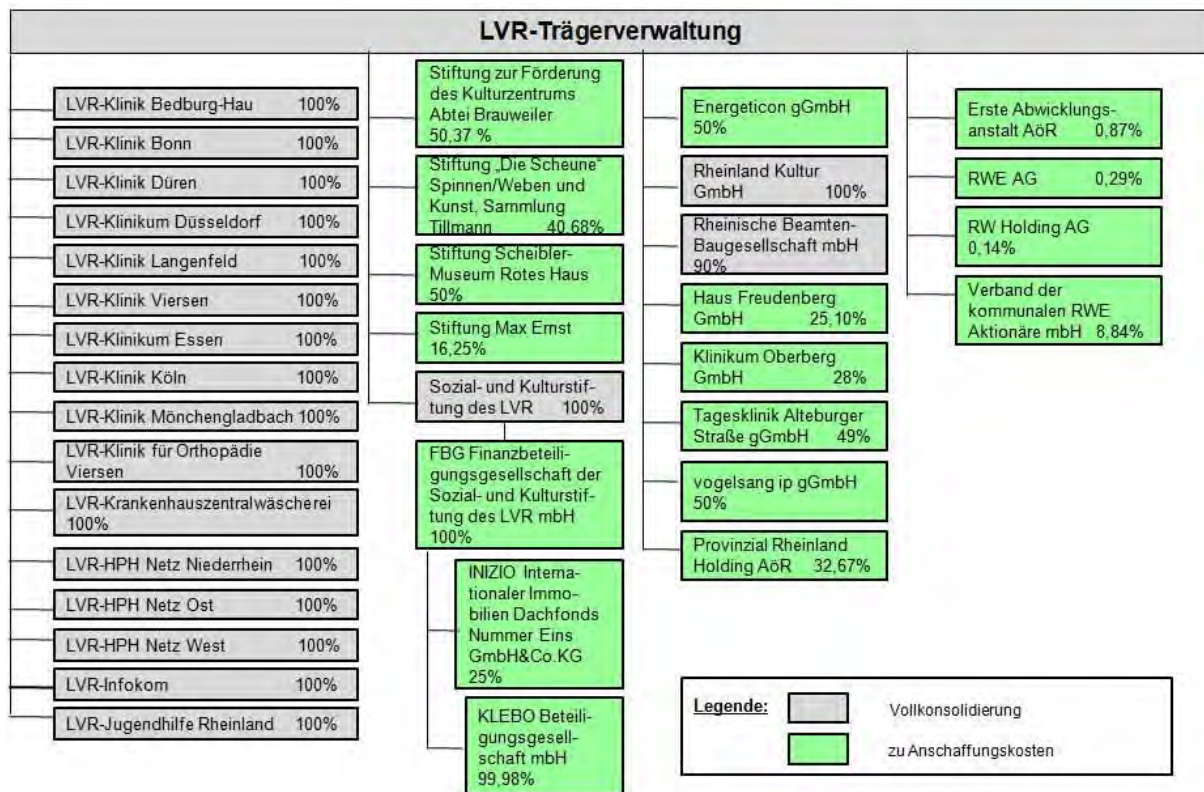 LVR-Trägerverwaltung
LVR-Klinik Bedburg-Hau 100%
LVR-Klinik Bonn 100%
LVR-Klinik Düren 100%
LVR-Klinikum Düsseldorf 100%
LVR-Klinik Langenfeld 100%
LVR-Klinik Viersen 100%
LVR-Klinikum Essen 100%
LVR-Klinik Köln 100%
LVR-Klinik Mönchengladbach 100%
LVR-Klinik für Orthopädie
Viersen 100%
LVR-Krankenhauszentralwäscherei
100%
LVR-HPH Netz Niederrhein 100%
LVR-HPH Netz Ost 100%
LVR-HPH Netz West 100%
LVR-Infokom 100%
LVR-Jugendhilfe Rheinland 100%
Stiftung zur Förderung
des Kulturzentrums
Abtei Brauweiler
50,37 %
Stiftung „Die Scheune“
Spinnen/Weben und
Kunst, Sammlung
Tillmann 40,68%
Stiftung Scheibler-
Museum Rotes Haus
50%
Stiftung Max Ernst
16,25%
Sozial- und Kulturstif-
tung des LVR 100%
FBG Finanzbeteili-
gungsgesellschaft der
Sozial- und Kulturstif-
tung des LVR mbH
100%
INIZIO Interna-
tionaler Immo-
bilien Dachfonds
Nummer Eins
GmbH&Co.KG
25%
KLEBO Beteili-
gungsgesell-
schaft mbH
99,98%
Energeticon gGmbH
50%
Rheinland Kultur
GmbH 100%
Rheinische Beamten-
Baugesellschaft mbH
90%
Haus Freudenberg
GmbH 25,10%
Klinikum Oberberg
GmbH 28%
Tagesklinik Alteburger
Straße gGmbH 49%
vogelsang ip gGmbH
50%
Provinzial Rheinland
Holding AöR 32,67%
Erste Abwicklungs-
anstalt AöR 0,87%
RWE AG 0,29%
RW Holding AG
0,14%
Verband der
kommunalen RWE
Aktionäre mbH 8,84%
Legende:
Vollkonsolidierung
zu Anschaffungskosten